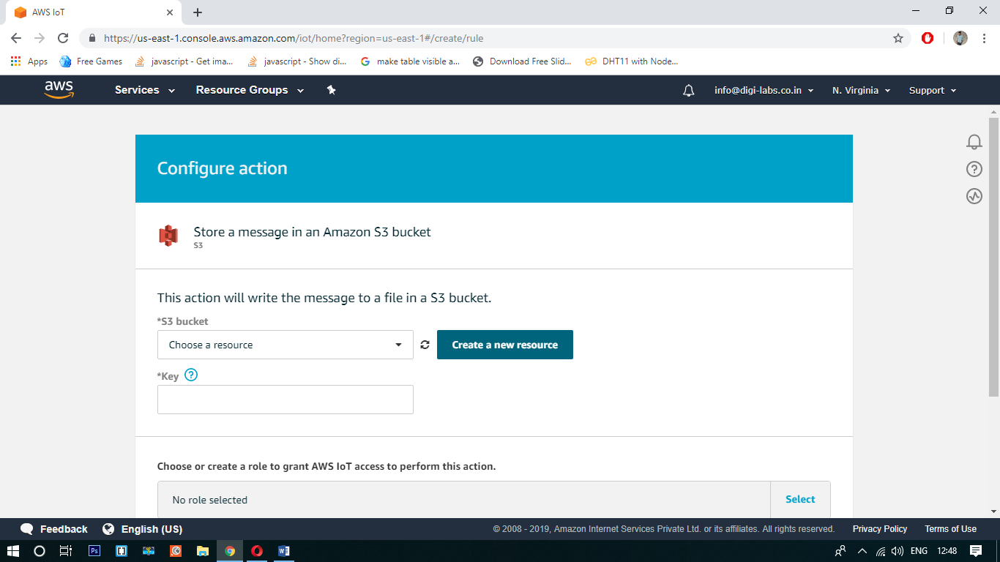 AWS IoT
https://us-east-1.console.aws.amazon.com/iot/home?region=us-east-1#/create/rule
Apps Free Games javascript - Get ima... javascript - Show di... make table visible a... Download Free Slid... DHT11 with Node...
aws Services Resource Groups info@digi-labs.co.in N. Virginia Support
Configure action
Store a message in an Amazon S3 bucket
S3
This action will write the message to a file in a S3 bucket.
*S3 bucket
Choose a resource Create a new resource
*Key ?
Choose or create a role to grant AWS IoT access to perform this action.
No role selected Select
Feedback English (US) © 2008 - 2019, Amazon Internet Services Private Ltd. or its affiliates. All rights reserved. Privacy Policy Terms of Use
Ps ENG 12:48